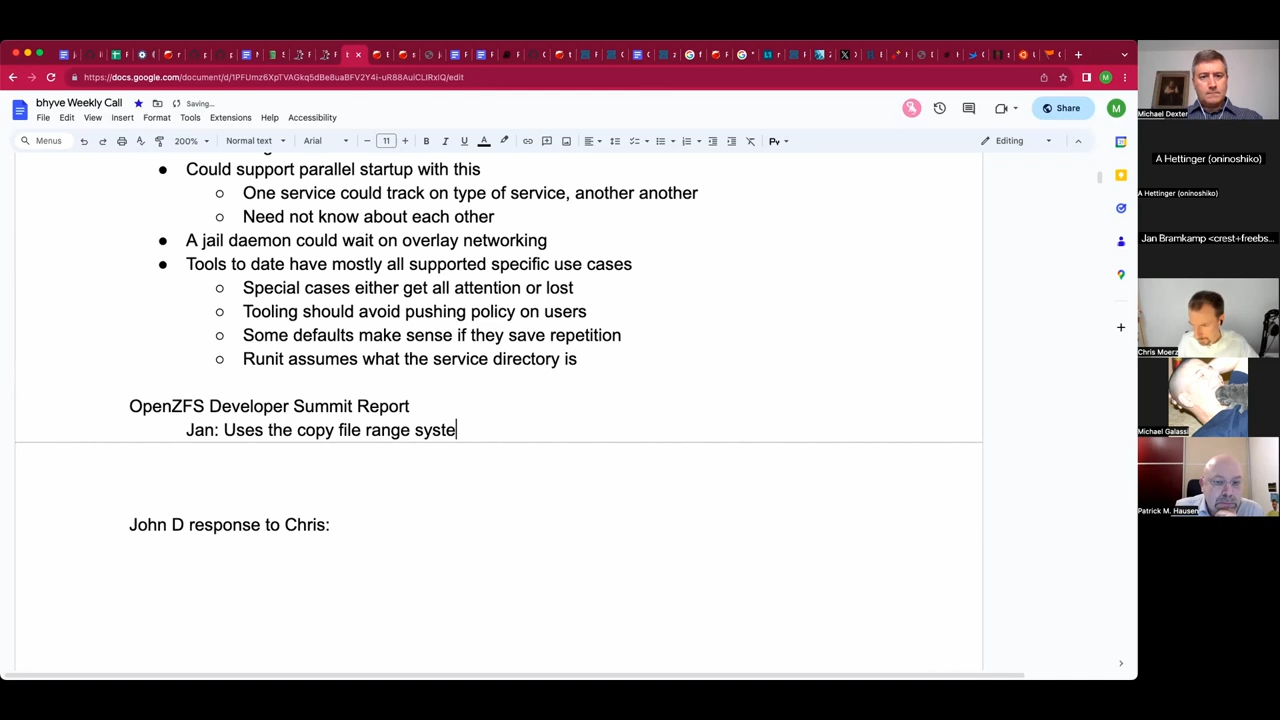 https://docs.google.com/document/d/1PFUmz6XpTVAGkq5dBe8uaBFV2Y4i-uR88AuiCLIRxIQ/edit
bhyve Weekly Call
Saving...
File Edit View Insert Format Tools Extensions Help Accessibility
Share
Menus
200%
Normal text
Arial
11
Editing
Could support parallel startup with this
One service could track on type of service, another another
Need not know about each other
A jail daemon could wait on overlay networking
Tools to date have mostly all supported specific use cases
Special cases either get all attention or lost
Tooling should avoid pushing policy on users
Some defaults make sense if they save repetition
Runit assumes what the service directory is
OpenZFS Developer Summit Report
Jan: Uses the copy file range syste
John D response to Chris:
Michael Dexter
A Hettinger (oninoshiko)
A Hettinger (oninoshiko)
Jan Bramkamp <crest+freebs...
Chris Moerz
Michael Galassi
Patrick M. Hausen